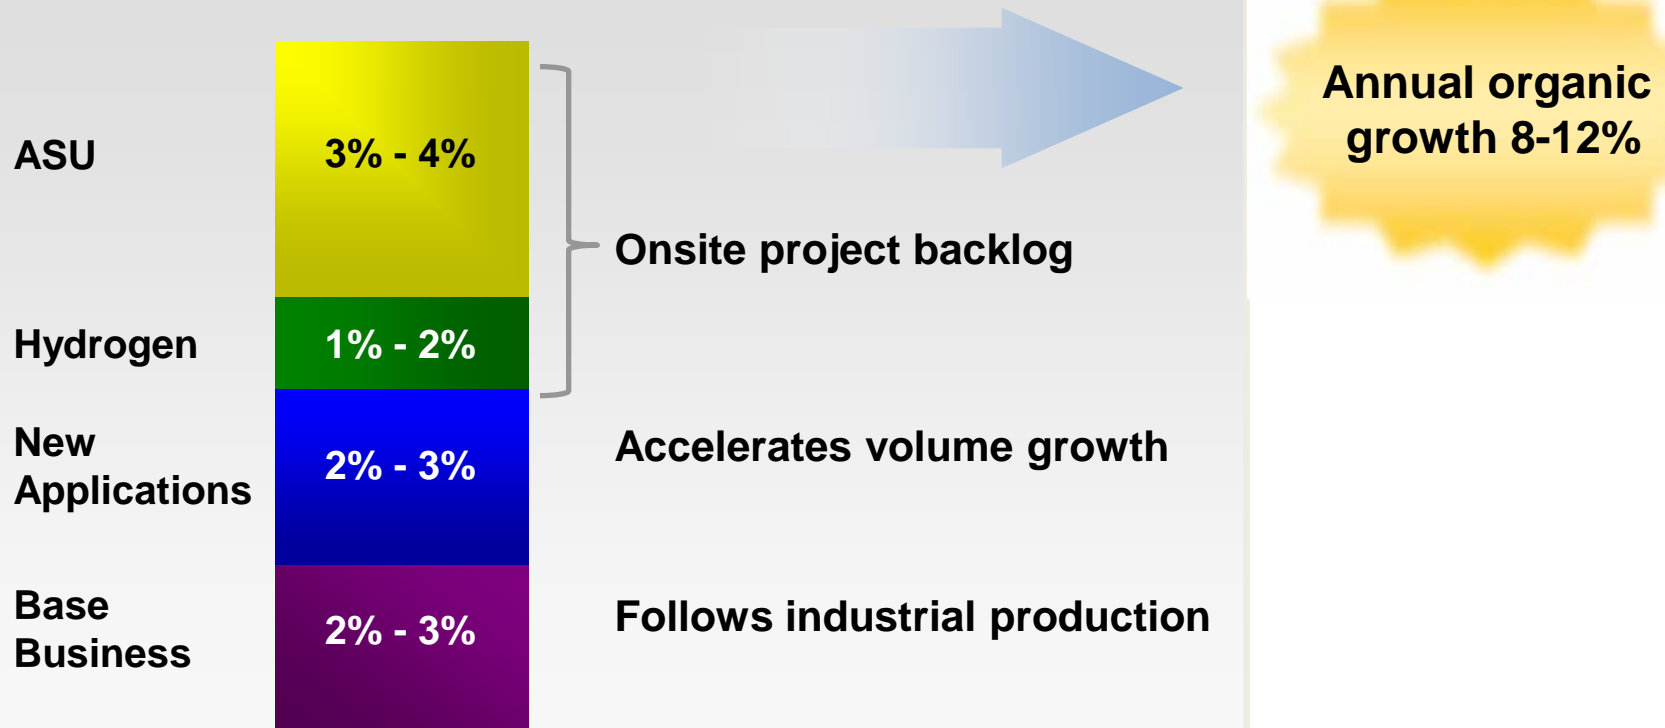 Annual organic
growth 8-12%
ASU
3% - 4%
Onsite project backlog
Hydrogen
1% - 2%
New
Applications
2% - 3%
Accelerates volume growth
Base
Business
2% - 3%
Follows industrial production